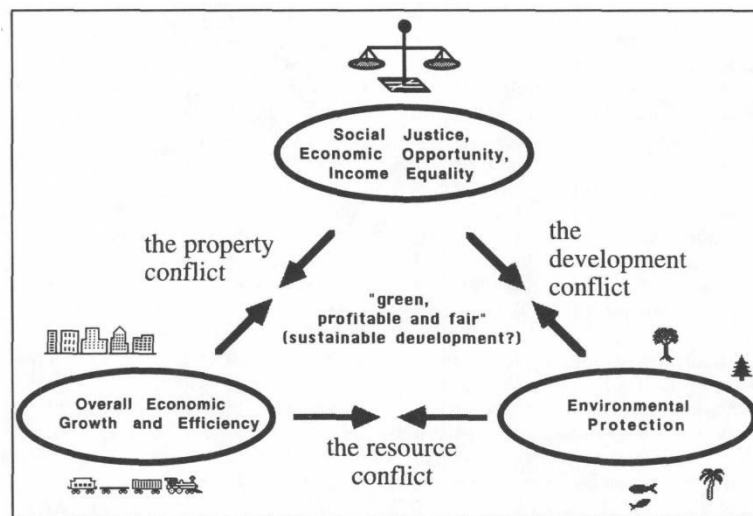 Social Justice,
Economic Opportunity,
Income Equality
the property
conflict
the
development
conflict
"green,
profitable and fair"
(sustainable development?)
Overall Economic
Growth and Efficiency
Environmental
Protection
the resource
conflict